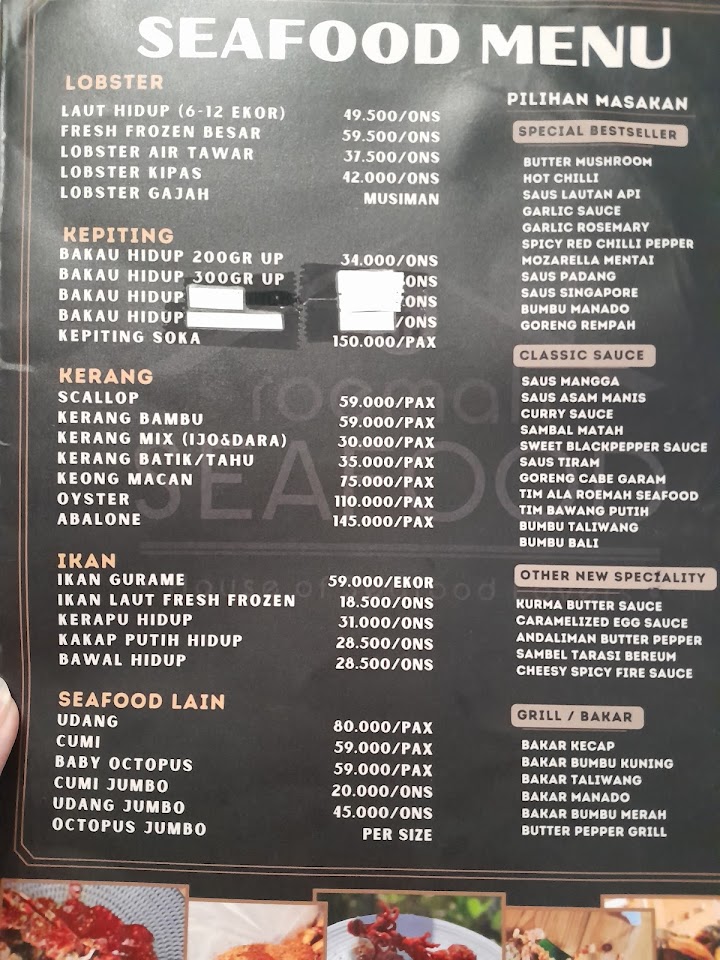 SEAFOOD MENU
LOBSTER
LAUT HIDUP (6-12 EKOR) 49.500/ONS
FRESH FROZEN BESAR 59.500/ONS
LOBSTER AIR TAWAR 37.500/ONS
LOBSTER KIPAS 42.000/ONS
LOBSTER GAJAH MUSIMAN
KEPITING
BAKAU HIDUP 200GR UP 34.000/ONS
BAKAU HIDUP 300GR UP ONS
BAKAU HIDUP /ONS
BAKAU HIDUP /ONS
KEPITING SOKA 150.000/PAX
KERANG
SCALLOP 59.000/PAX
KERANG BAMBU 59.000/PAX
KERANG MIX (IJO&DARA) 30.000/PAX
KERANG BATIK/TAHU 35.000/PAX
KEONG MACAN 75.000/PAX
OYSTER 110.000/PAX
ABALONE 145.000/PAX
IKAN
IKAN GURAME 59.000/EKOR
IKAN LAUT FRESH FROZEN 18.500/ONS
KERAPU HIDUP 31.000/ONS
KAKAP PUTIH HIDUP 28.500/ONS
BAWAL HIDUP 28.500/ONS
SEAFOOD LAIN
UDANG 80.000/PAX
CUMI 59.000/PAX
BABY OCTOPUS 59.000/PAX
CUMI JUMBO 20.000/ONS
UDANG JUMBO 45.000/ONS
OCTOPUS JUMBO PER SIZE
PILIHAN MASAKAN
SPECIAL BESTSELLER
BUTTER MUSHROOM
HOT CHILLI
SAUS LAUTAN API
GARLIC SAUCE
GARLIC ROSEMARY
SPICY RED CHILLI PEPPER
MOZARELLA MENTAI
SAUS PADANG
SAUS SINGAPORE
BUMBU MANADO
GORENG REMPAH
CLASSIC SAUCE
SAUS MANGGA
SAUS ASAM MANIS
CURRY SAUCE
SAMBAL MATAH
SWEET BLACKPEPPER SAUCE
SAUS TIRAM
GORENG CABE GARAM
TIM ALA ROEMAH SEAFOOD
TIM BAWANG PUTIH
BUMBU TALIWANG
BUMBU BALI
OTHER NEW SPECIALITY
KURMA BUTTER SAUCE
CARAMELIZED EGG SAUCE
ANDALIMAN BUTTER PEPPER
SAMBEL TARASI BEREUM
CHEESY SPICY FIRE SAUCE
GRILL / BAKAR
BAKAR KECAP
BAKAR BUMBU KUNING
BAKAR TALIWANG
BAKAR MANADO
BAKAR BUMBU MERAH
BUTTER PEPPER GRILL
roemah
SEAFOOD